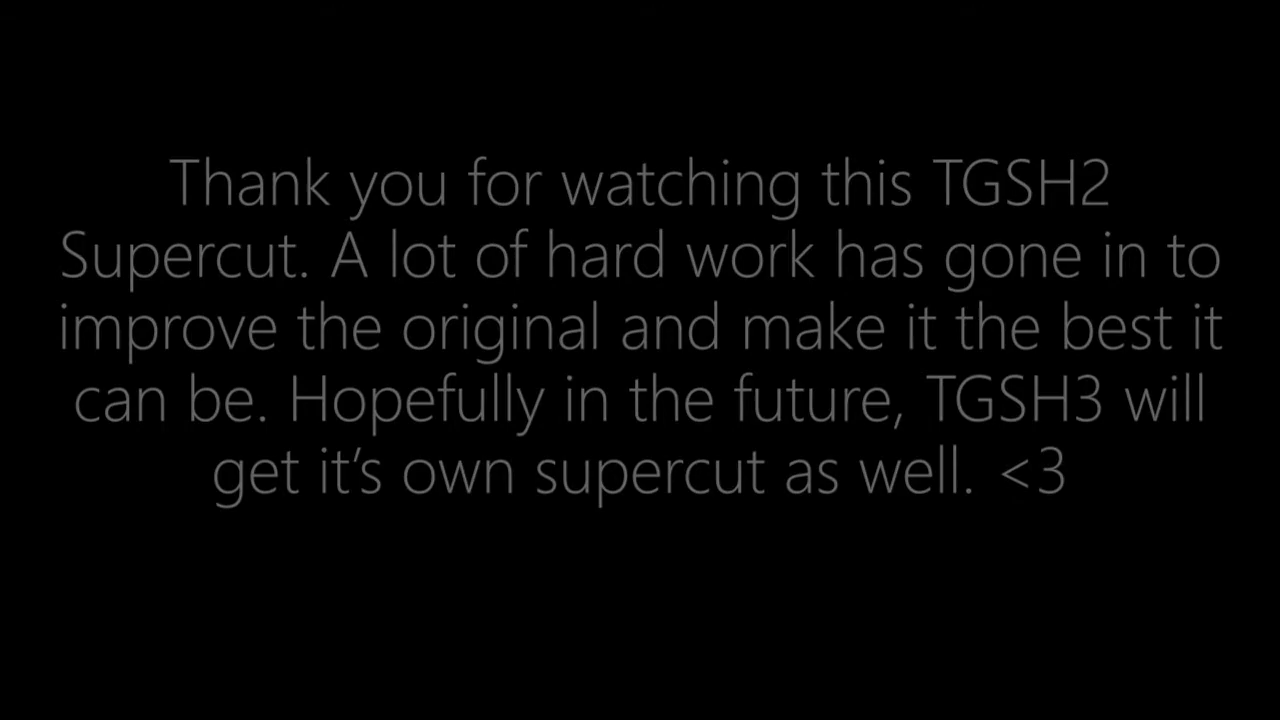 Thank you for watching this TGSH2
Supercut. A lot of hard work has gone in to
improve the original and make it the best it
can be. Hopefully in the future, TGSH3 will
get it’s own supercut as well. <3